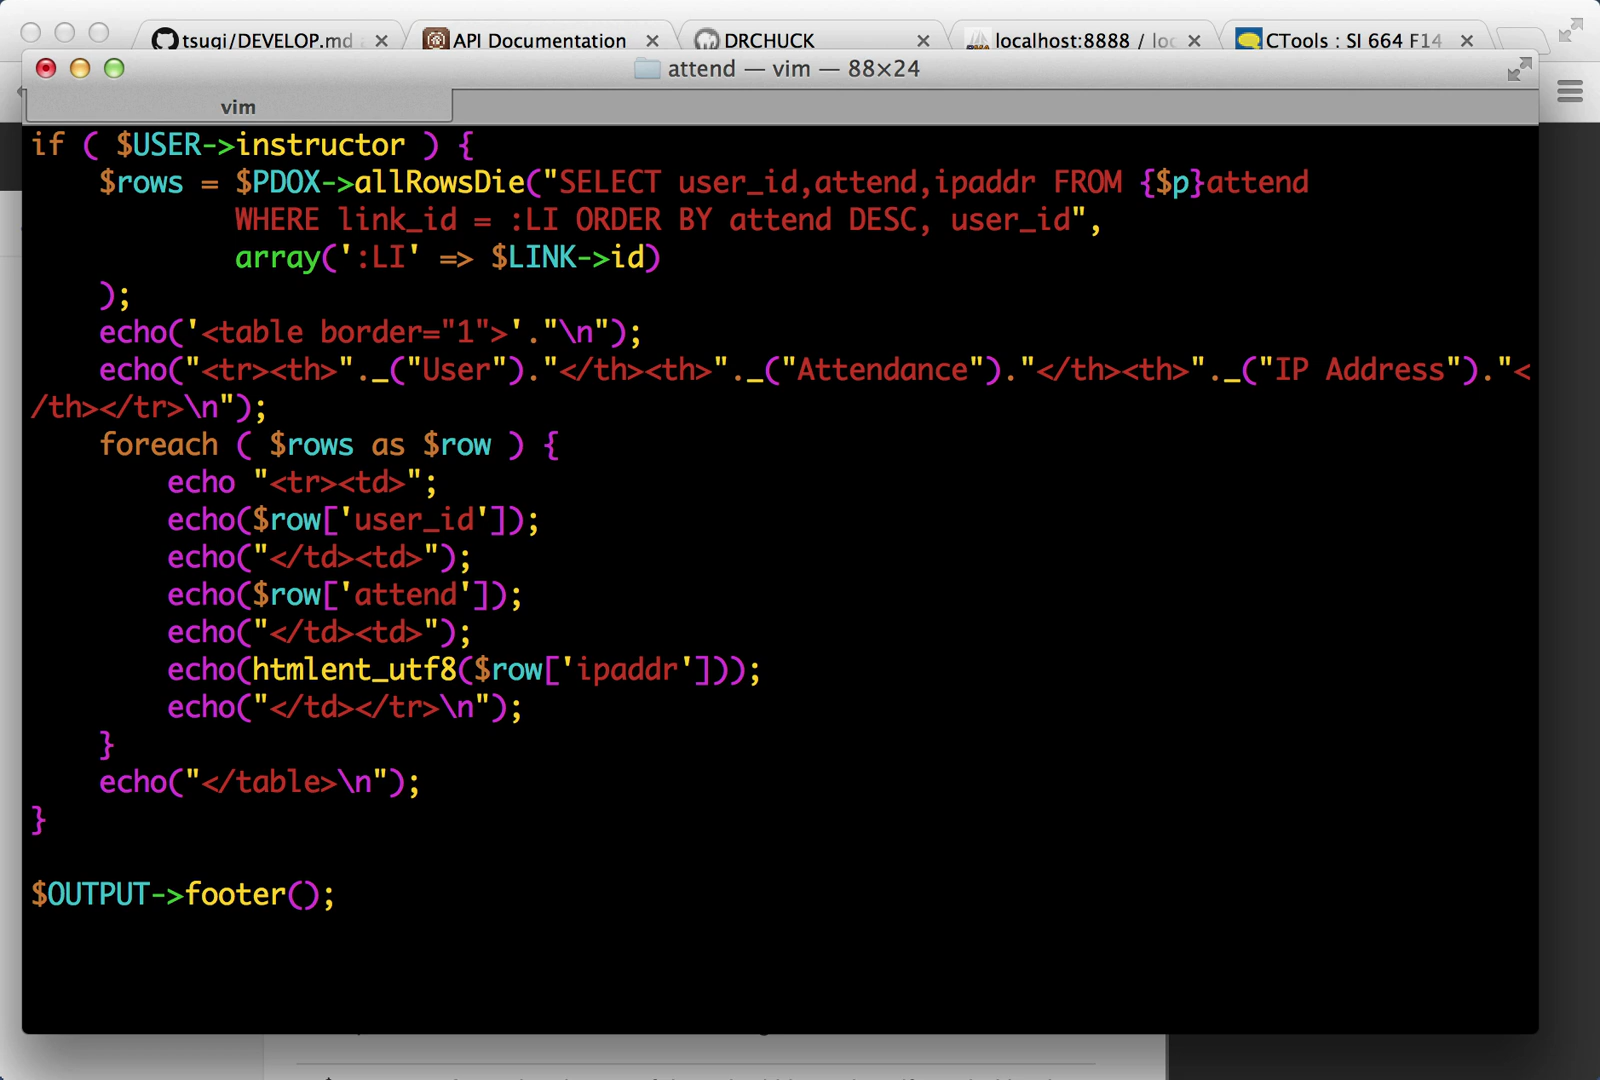 tsugi/DEVELOP.md
API Documentation
DRCHUCK
localhost:8888 / loc
CTools : SI 664 F14
attend — vim — 88×24
vim
if ( $USER->instructor ) {
    $rows = $PDOX->allRowsDie("SELECT user_id,attend,ipaddr FROM {$p}attend
            WHERE link_id = :LI ORDER BY attend DESC, user_id",
            array(':LI' => $LINK->id)
    );
    echo('<table border="1">'."\n");
    echo("<tr><th>"._("User")."</th><th>"._("Attendance")."</th><th>"._("IP Address")."<
/th></tr>\n");
    foreach ( $rows as $row ) {
        echo "<tr><td>";
        echo($row['user_id']);
        echo("</td><td>");
        echo($row['attend']);
        echo("</td><td>");
        echo(htmlent_utf8($row['ipaddr']));
        echo("</td></tr>\n");
    }
    echo("</table>\n");
}
$OUTPUT->footer();